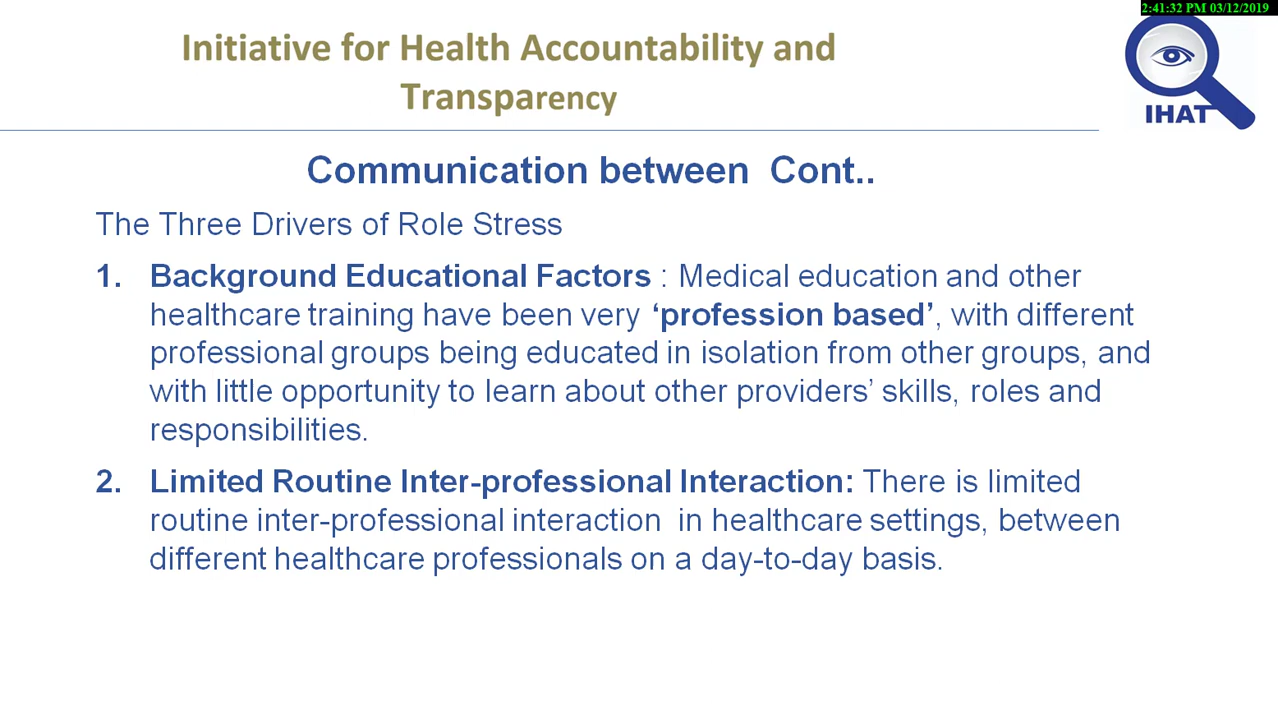 2:41:32 PM 03/12/2019
Initiative for Health Accountability and
Transparency
IHAT
Communication between  Cont..
The Three Drivers of Role Stress
1. Background Educational Factors : Medical education and other
healthcare training have been very ‘profession based’, with different
professional groups being educated in isolation from other groups, and
with little opportunity to learn about other providers’ skills, roles and
responsibilities.
2. Limited Routine Inter-professional Interaction: There is limited
routine inter-professional interaction  in healthcare settings, between
different healthcare professionals on a day-to-day basis.